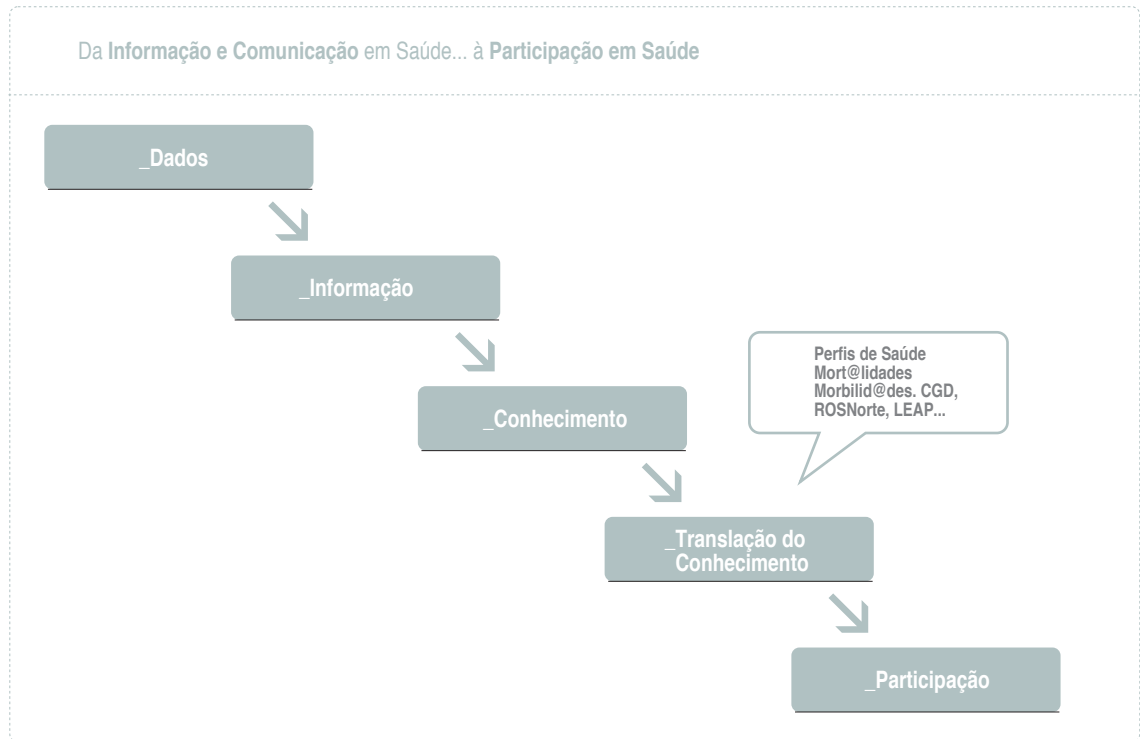 Da Informação e Comunicação em Saúde... à Participação em Saúde
_Dados
_Informação
Perfis de Saúde
Mort@lidades
Morbilid@des. CGD,
ROSNorte, LEAP...
_Conhecimento
_Translação do
Conhecimento
_Participação